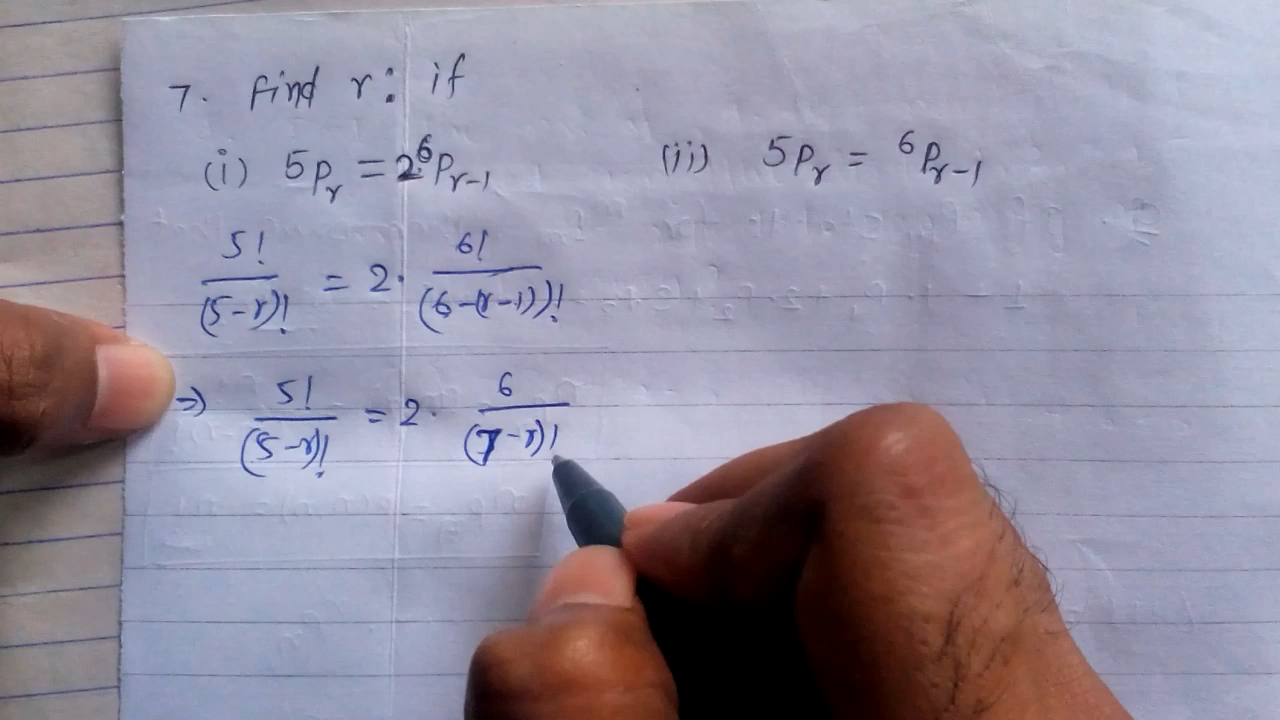 7. Find r: if
(i) 5Pr = 2 6Pr-1 (ii) 5Pr = 6Pr-1
5!/(5-r)! = 2. 6!/(6-(r-1))!
=> 5!/(5-r)! = 2. 6/(7-r)!